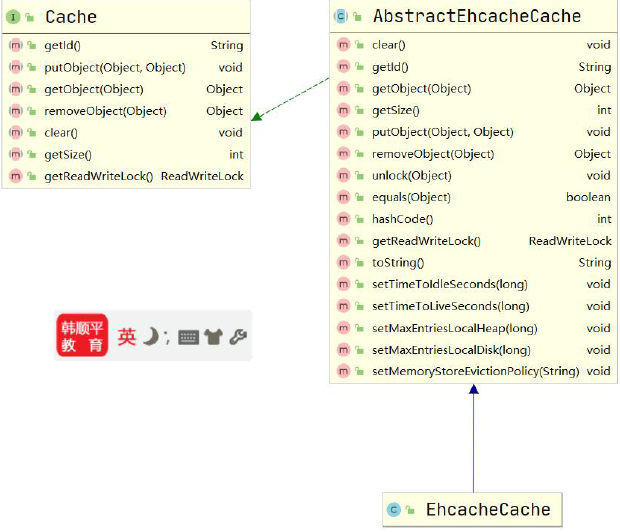 Cache
getId() String
putObject(Object, Object) void
getObject(Object) Object
removeObject(Object) Object
clear() void
getSize() int
getReadWriteLock() ReadWriteLock
AbstractEhcacheCache
clear() void
getId() String
getObject(Object) Object
getSize() int
putObject(Object, Object) void
removeObject(Object) Object
unlock(Object) void
equals(Object) boolean
hashCode() int
getReadWriteLock() ReadWriteLock
toString() String
setTimeToIdleSeconds(long) void
setTimeToLiveSeconds(long) void
setMaxEntriesLocalHeap(long) void
setMaxEntriesLocalDisk(long) void
setMemoryStoreEvictionPolicy(String) void
韩顺平
教 育
英
EhcacheCache